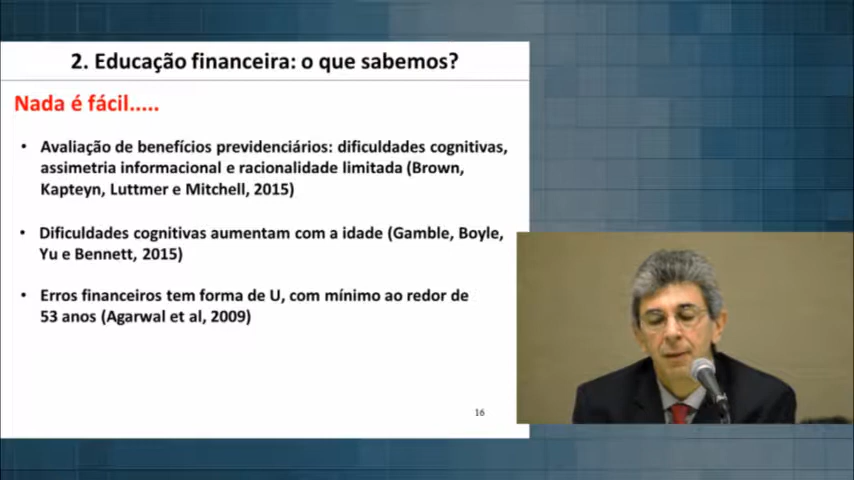 2. Educação financeira: o que sabemos?
Nada é fácil.....
• Avaliação de benefícios previdenciários: dificuldades cognitivas,
assimetria informacional e racionalidade limitada (Brown,
Kapteyn, Luttmer e Mitchell, 2015)
• Dificuldades cognitivas aumentam com a idade (Gamble, Boyle,
Yu e Bennett, 2015)
• Erros financeiros tem forma de U, com mínimo ao redor de
53 anos (Agarwal et al, 2009)
16